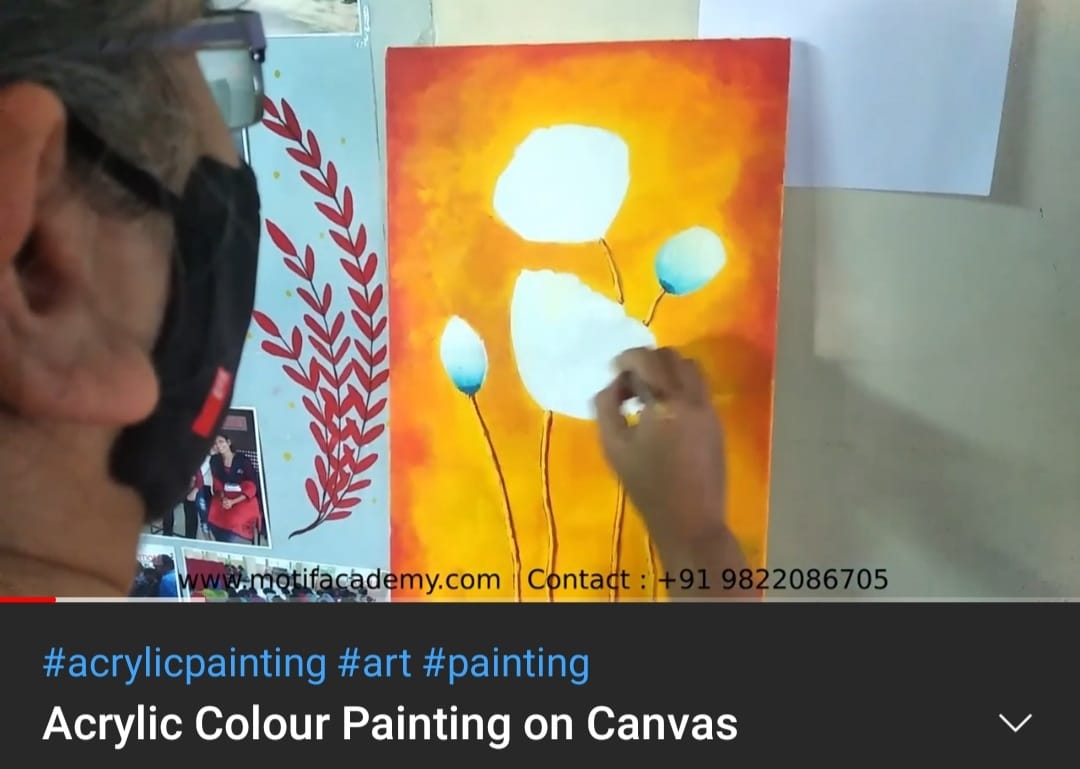 www.motifacademy.com | Contact : +91 9822086705
#acrylicpainting #art #painting
Acrylic Colour Painting on Canvas